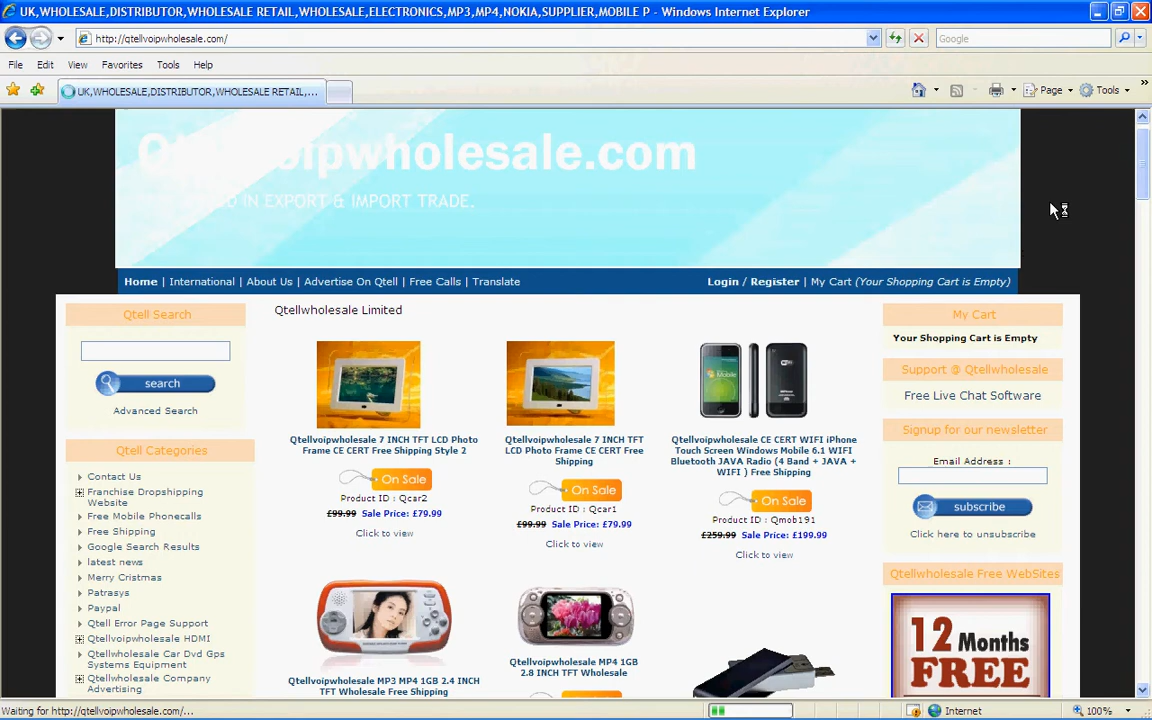 UK,WHOLESALE,DISTRIBUTOR,WHOLESALE RETAIL,WHOLESALE,ELECTRONICS,MP3,MP4,NOKIA,SUPPLIER,MOBILE P - Windows Internet Explorer
http://qtellvoipwholesale.com/
Google
File Edit View Favorites Tools Help
UK,WHOLESALE,DISTRIBUTOR,WHOLESALE RETAIL,...
Page Tools
Qtellvoipwholesale.com
IN EXPORT & IMPORT TRADE.
Home | International | About Us | Advertise On Qtell | Free Calls | Translate
Login / Register | My Cart (Your Shopping Cart is Empty)
Qtell Search
search
Advanced Search
Qtell Categories
Contact Us
Franchise Dropshipping
Website
Free Mobile Phonecalls
Free Shipping
Google Search Results
latest news
Merry Cristmas
Patrasys
Paypal
Qtell Error Page Support
Qtellvoipwholesale HDMI
Qtellwholesale Car Dvd Gps
Systems Equipment
Qtellwholesale Company
Advertising
Qtellwholesale Limited
Qtellvoipwholesale 7 INCH TFT LCD Photo
Frame CE CERT Free Shipping Style 2
On Sale
Product ID : Qcar2
£99.99 Sale Price: £79.99
Click to view
Qtellvoipwholesale 7 INCH TFT
LCD Photo Frame CE CERT Free
Shipping
On Sale
Product ID : Qcar1
£99.99 Sale Price: £79.99
Click to view
Qtellvoipwholesale CE CERT WIFI iPhone
Touch Screen Windows Mobile 6.1 WIFI
Bluetooth JAVA Radio (4 Band + JAVA +
WIFI ) Free Shipping
On Sale
Product ID : Qmob191
£259.99 Sale Price: £199.99
Click to view
Qtellvoipwholesale MP3 MP4 1GB 2.4 INCH
TFT Wholesale Free Shipping
Qtellvoipwholesale MP4 1GB
2.8 INCH TFT Wholesale
My Cart
Your Shopping Cart is Empty
Support @ Qtellwholesale
Free Live Chat Software
Signup for our newsletter
Email Address :
subscribe
Click here to unsubscribe
Qtellwholesale Free WebSites
12 Months
FREE
Waiting for http://qtellvoipwholesale.com/...
Internet
100%